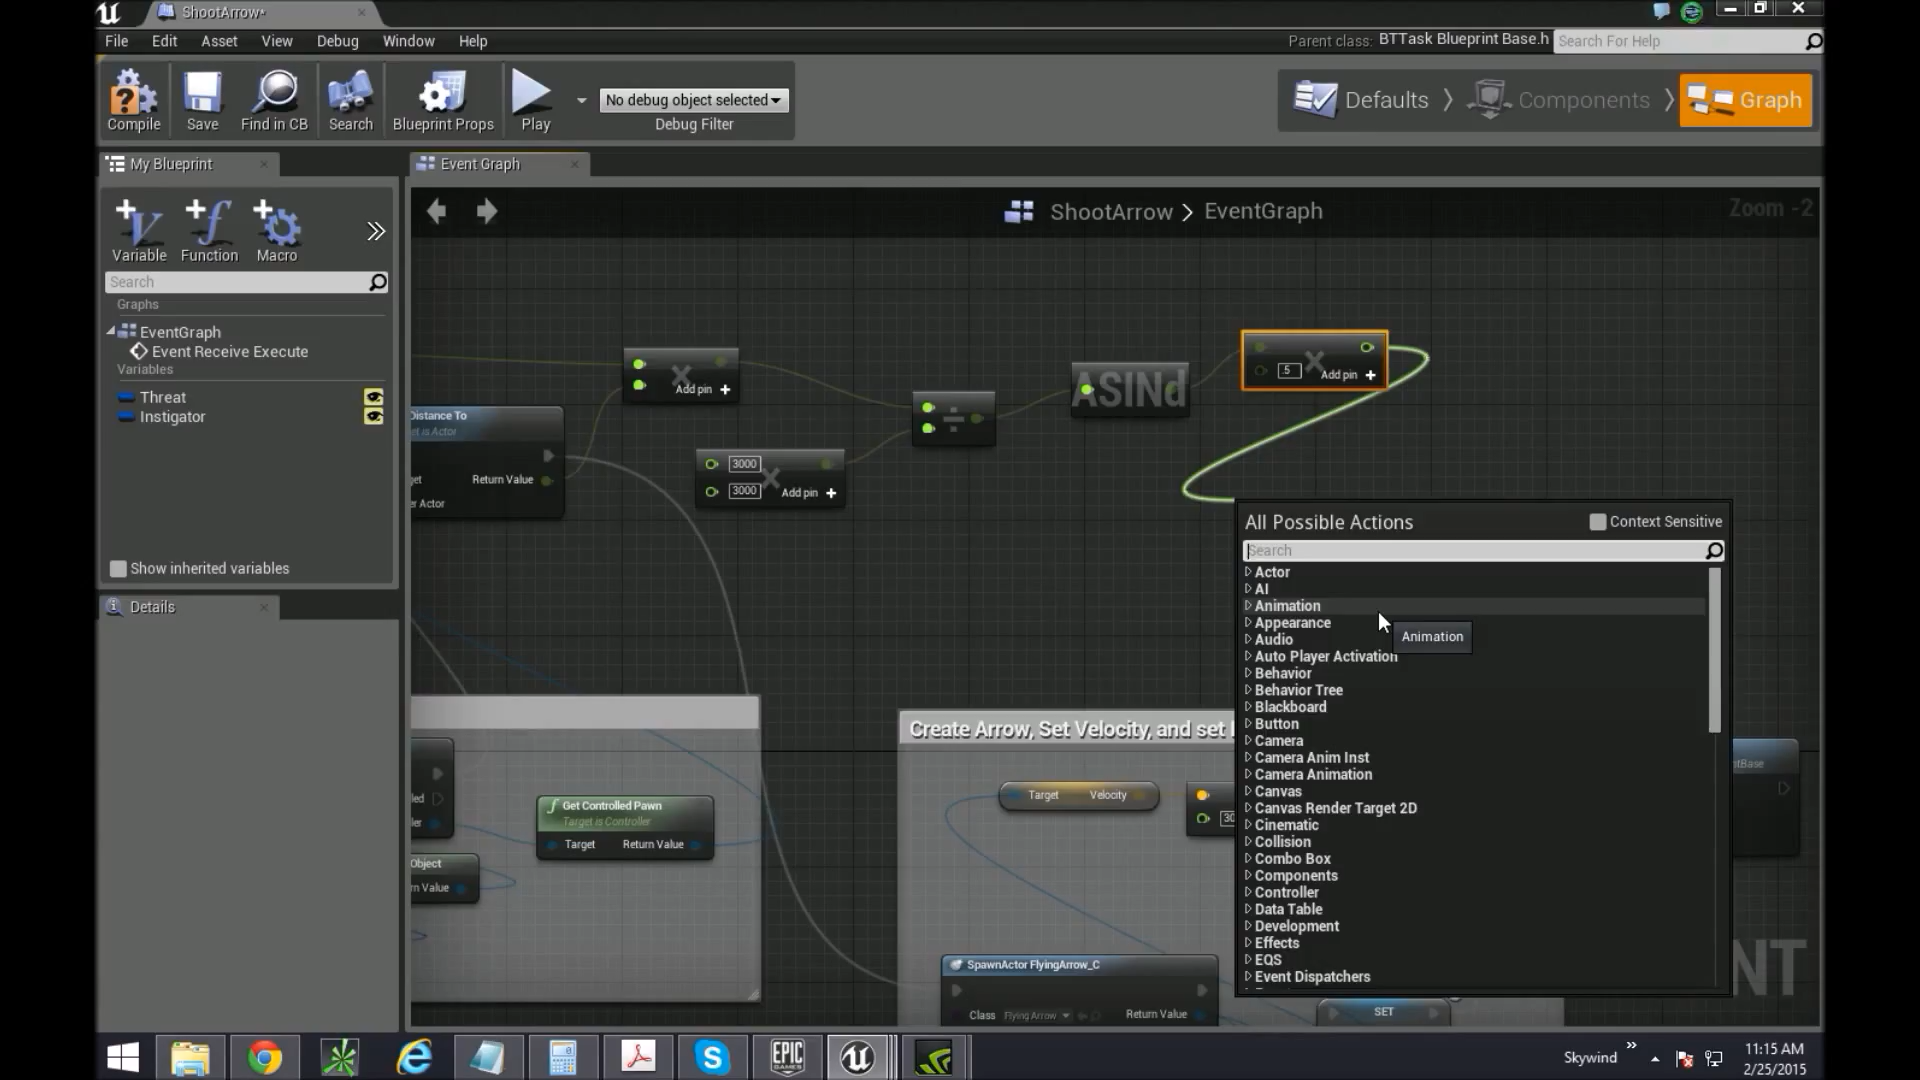 ShootArrow*
File Edit Asset View Debug Window Help
Parent class: BTTask Blueprint Base.h Search For Help
Compile Save Find in CB Search Blueprint Props Play
No debug object selected
Debug Filter
Defaults Components Graph
My Blueprint
Event Graph
Variable Function Macro
Search
Graphs
EventGraph
Event Receive Execute
Variables
Threat
Instigator
Show inherited variables
Details
ShootArrow > EventGraph
Zoom -2
Add pin +
Distance To
Return Value
3000
3000
Add pin +
ASINd
.5
Add pin +
All Possible Actions
Context Sensitive
Search
Actor
AI
Animation
Appearance
Audio
Auto Player Activation
Behavior
Behavior Tree
Blackboard
Button
Camera
Camera Anim Inst
Camera Animation
Canvas
Canvas Render Target 2D
Cinematic
Collision
Combo Box
Components
Controller
Data Table
Development
Effects
EQS
Event Dispatchers
Animation
Get Controlled Pawn
Target is Controller
Target Return Value
Create Arrow, Set Velocity, and set
Target Velocity
SpawnActor FlyingArrow_C
Class Flying Arrow Return Value
SET
EPIC GAMES
Skywind
11:15 AM
2/25/2015